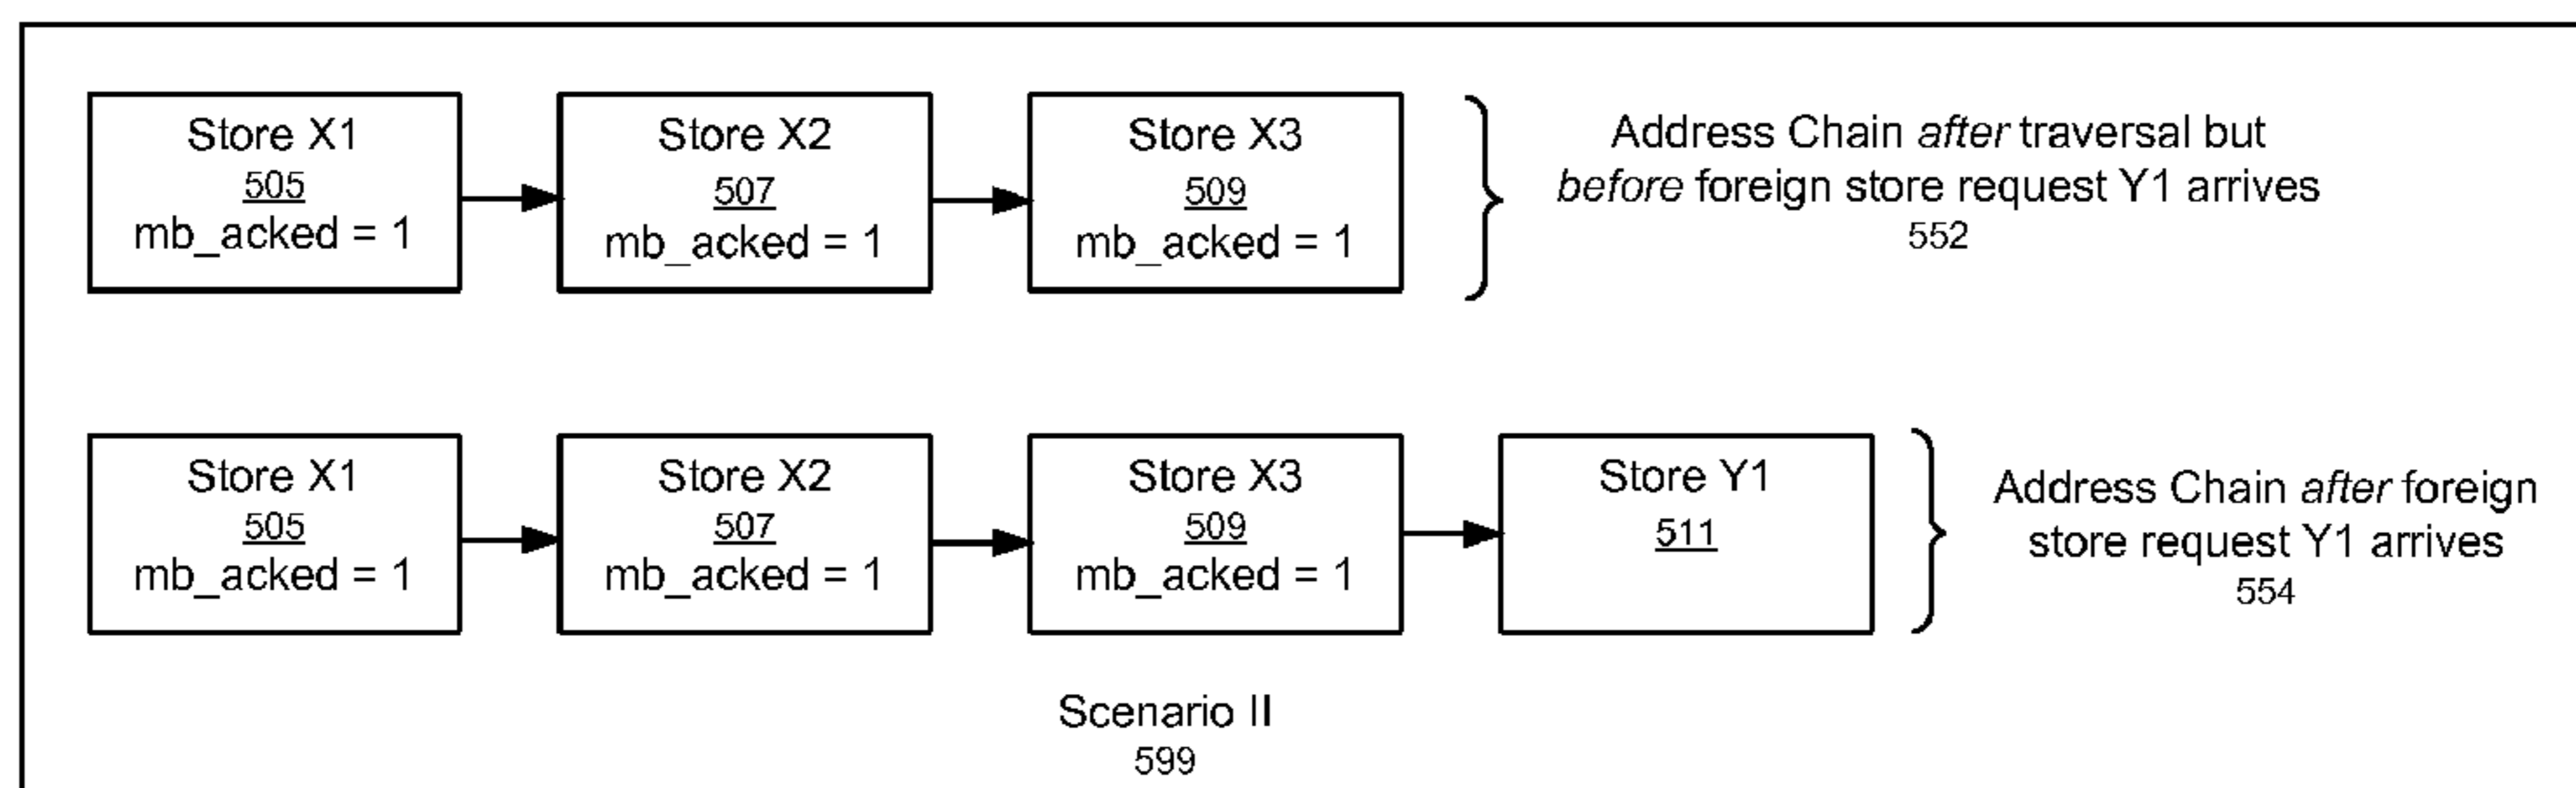 Store X1
505
mb_acked = 1
Store X2
507
mb_acked = 1
Store X3
509
mb_acked = 1
Address Chain after traversal but
before foreign store request Y1 arrives
552
Store X1
505
mb_acked = 1
Store X2
507
mb_acked = 1
Store X3
509
mb_acked = 1
Store Y1
511
Address Chain after foreign
store request Y1 arrives
554
Scenario II
599